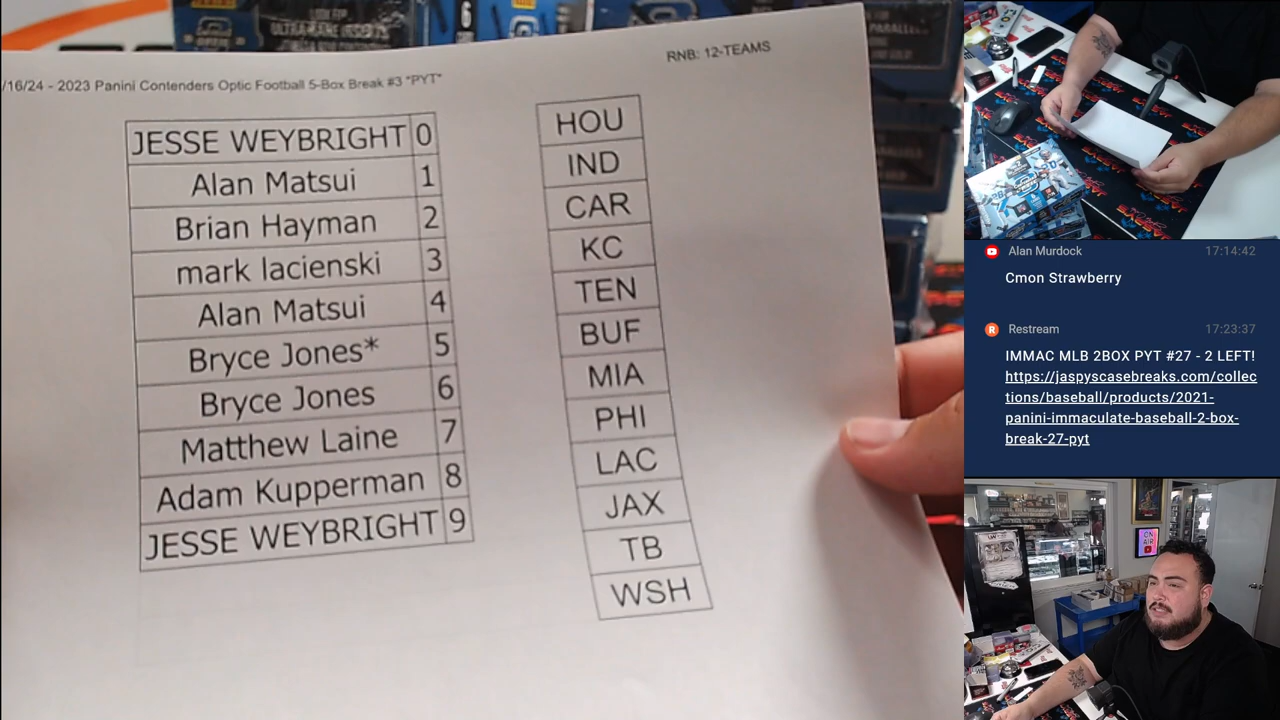 RNB: 12-TEAMS
/16/24 - 2023 Panini Contenders Optic Football 5-Box Break #3 "PYT"
JESSE WEYBRIGHT 0
Alan Matsui 1
Brian Hayman 2
mark lacienski 3
Alan Matsui 4
Bryce Jones* 5
Bryce Jones 6
Matthew Laine 7
Adam Kupperman 8
JESSE WEYBRIGHT 9
HOU
IND
CAR
KC
TEN
BUF
MIA
PHI
LAC
JAX
TB
WSH
Alan Murdock 17:14:42
Cmon Strawberry
Restream 17:23:37
IMMAC MLB 2BOX PYT #27 - 2 LEFT!
https://jaspyscasebreaks.com/collec
tions/baseball/products/2021-
panini-immaculate-baseball-2-box-
break-27-pyt
ON
AIR